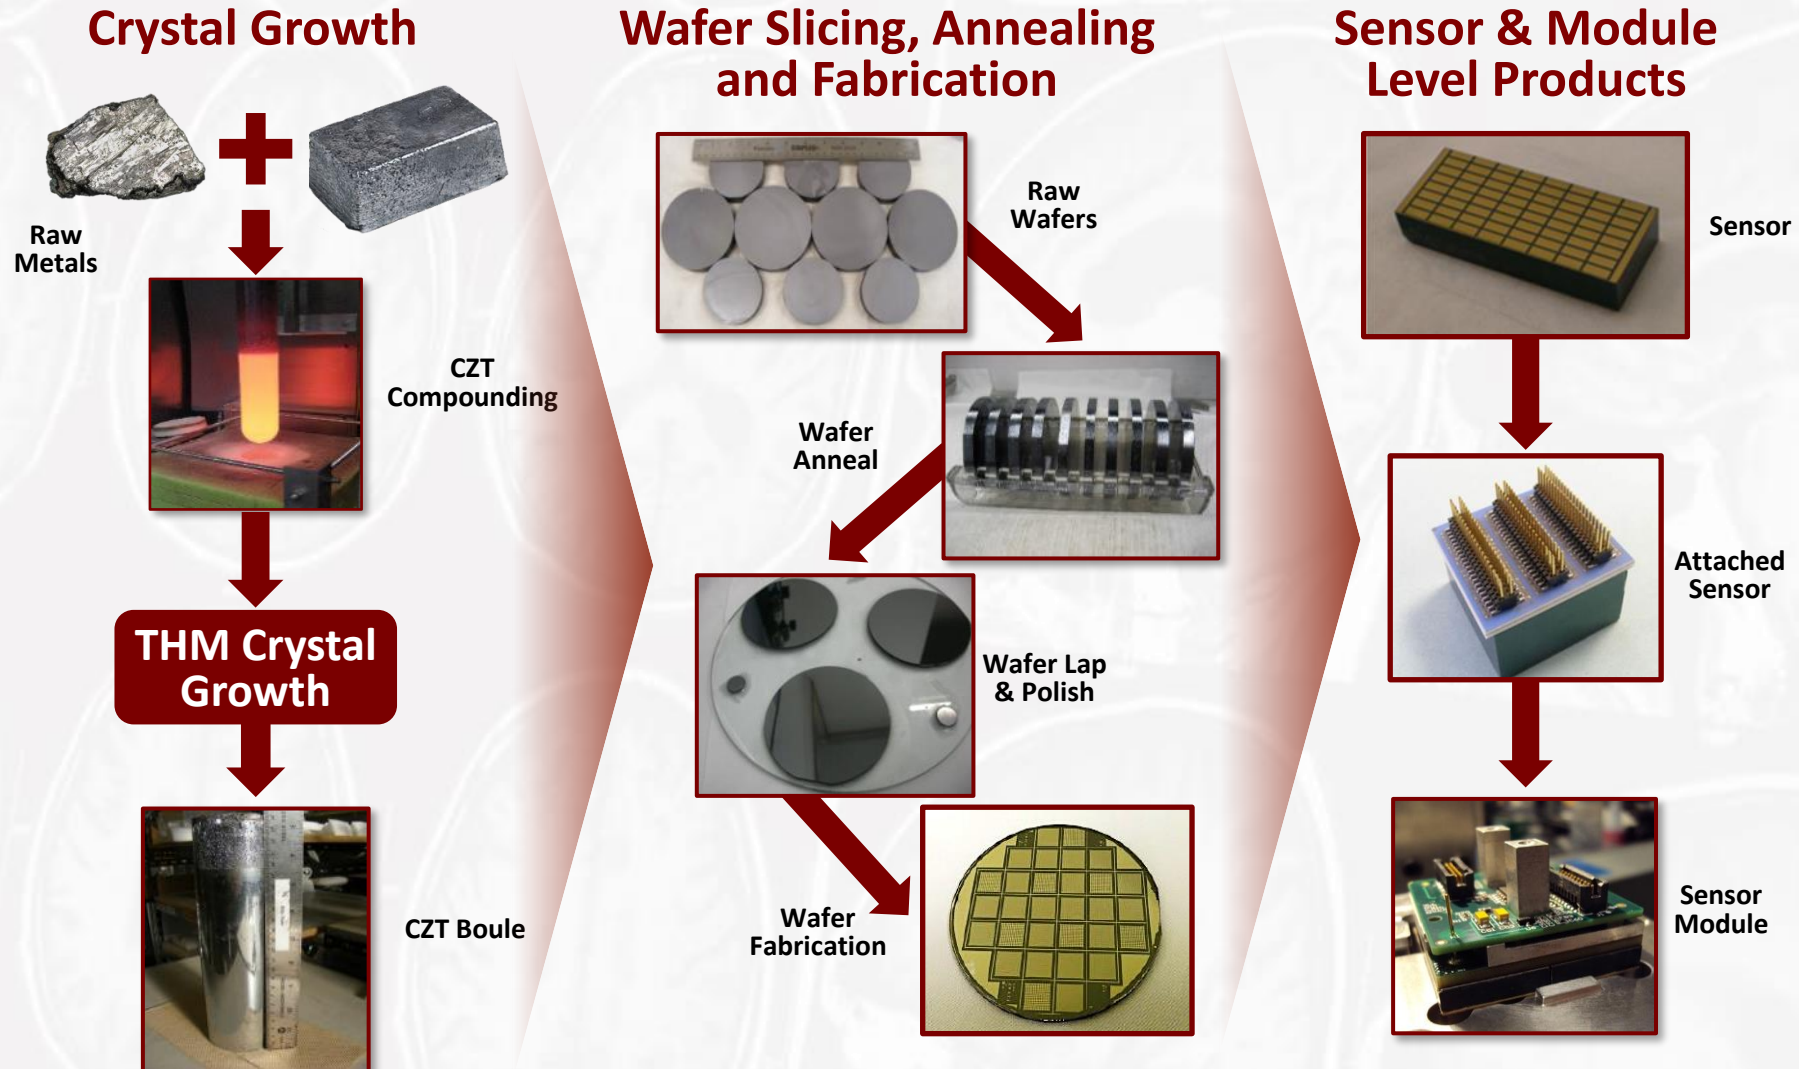 Crystal Growth
Raw
Metals
CZT
Compounding
THM Crystal
Growth
CZT Boule
Wafer Slicing, Annealing
and Fabrication
Raw
Wafers
Wafer
Anneal
Wafer Lap
& Polish
Wafer
Fabrication
Sensor & Module
Level Products
Sensor
Attached
Sensor
Sensor
Module